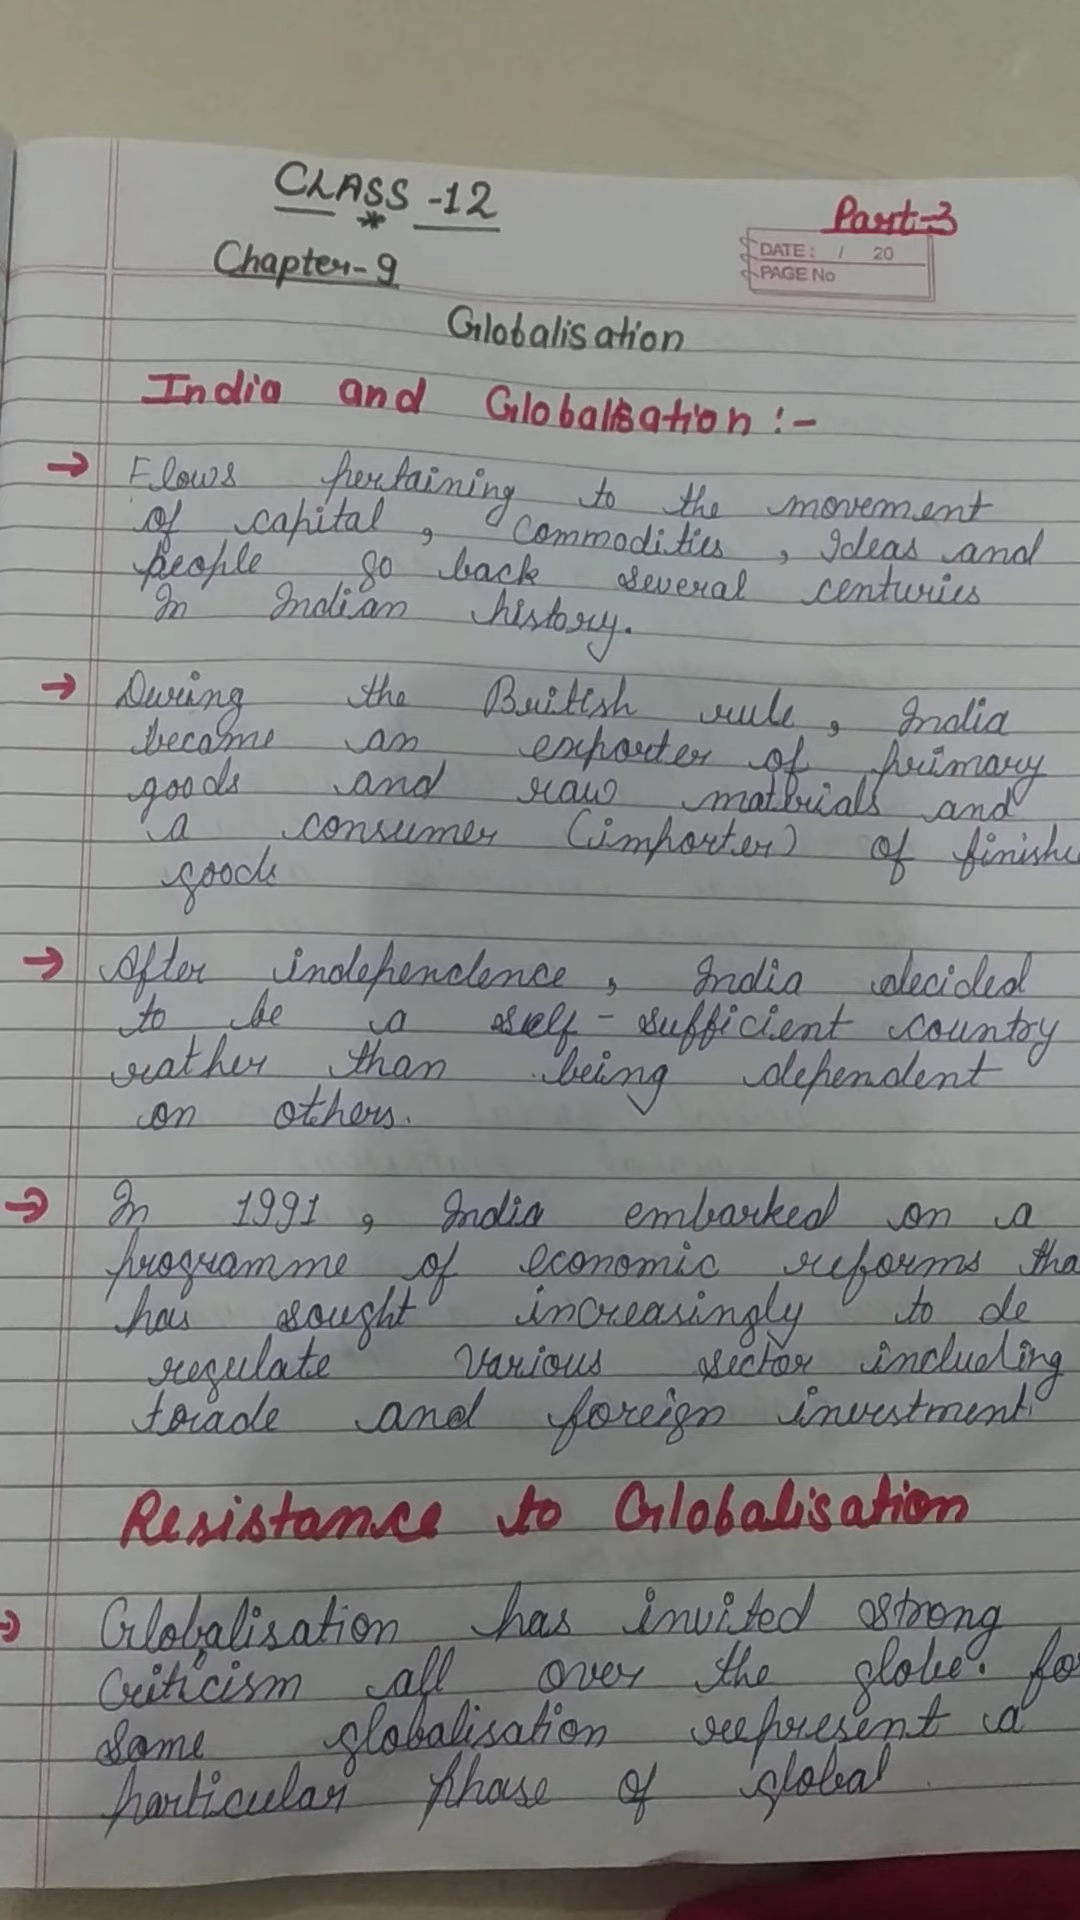 CLASS -12
Part-3
DATE: / 20
PAGE No
Chapter-9
Globalisation
India and Globalisation :-
→ Flows pertaining to the movement
of capital, Commodities, Ideas and
people go back several centuries
In Indian history.
→ During the British rule, India
became an exporter of primary
goods and raw materials and
a consumer (importer) of finishe
goods
→ After independence, India decided
to be a self-sufficient country
rather than being dependent
on others.
→ In 1991, India embarked on a
programme of economic reforms tha
has sought increasingly to de
regulate various sector including
trade and foreign investment.
Resistance to Globalisation
→ Globalisation has invited strong
Criticism all over the globe. fo
Some globalisation represent a
particular phase of global